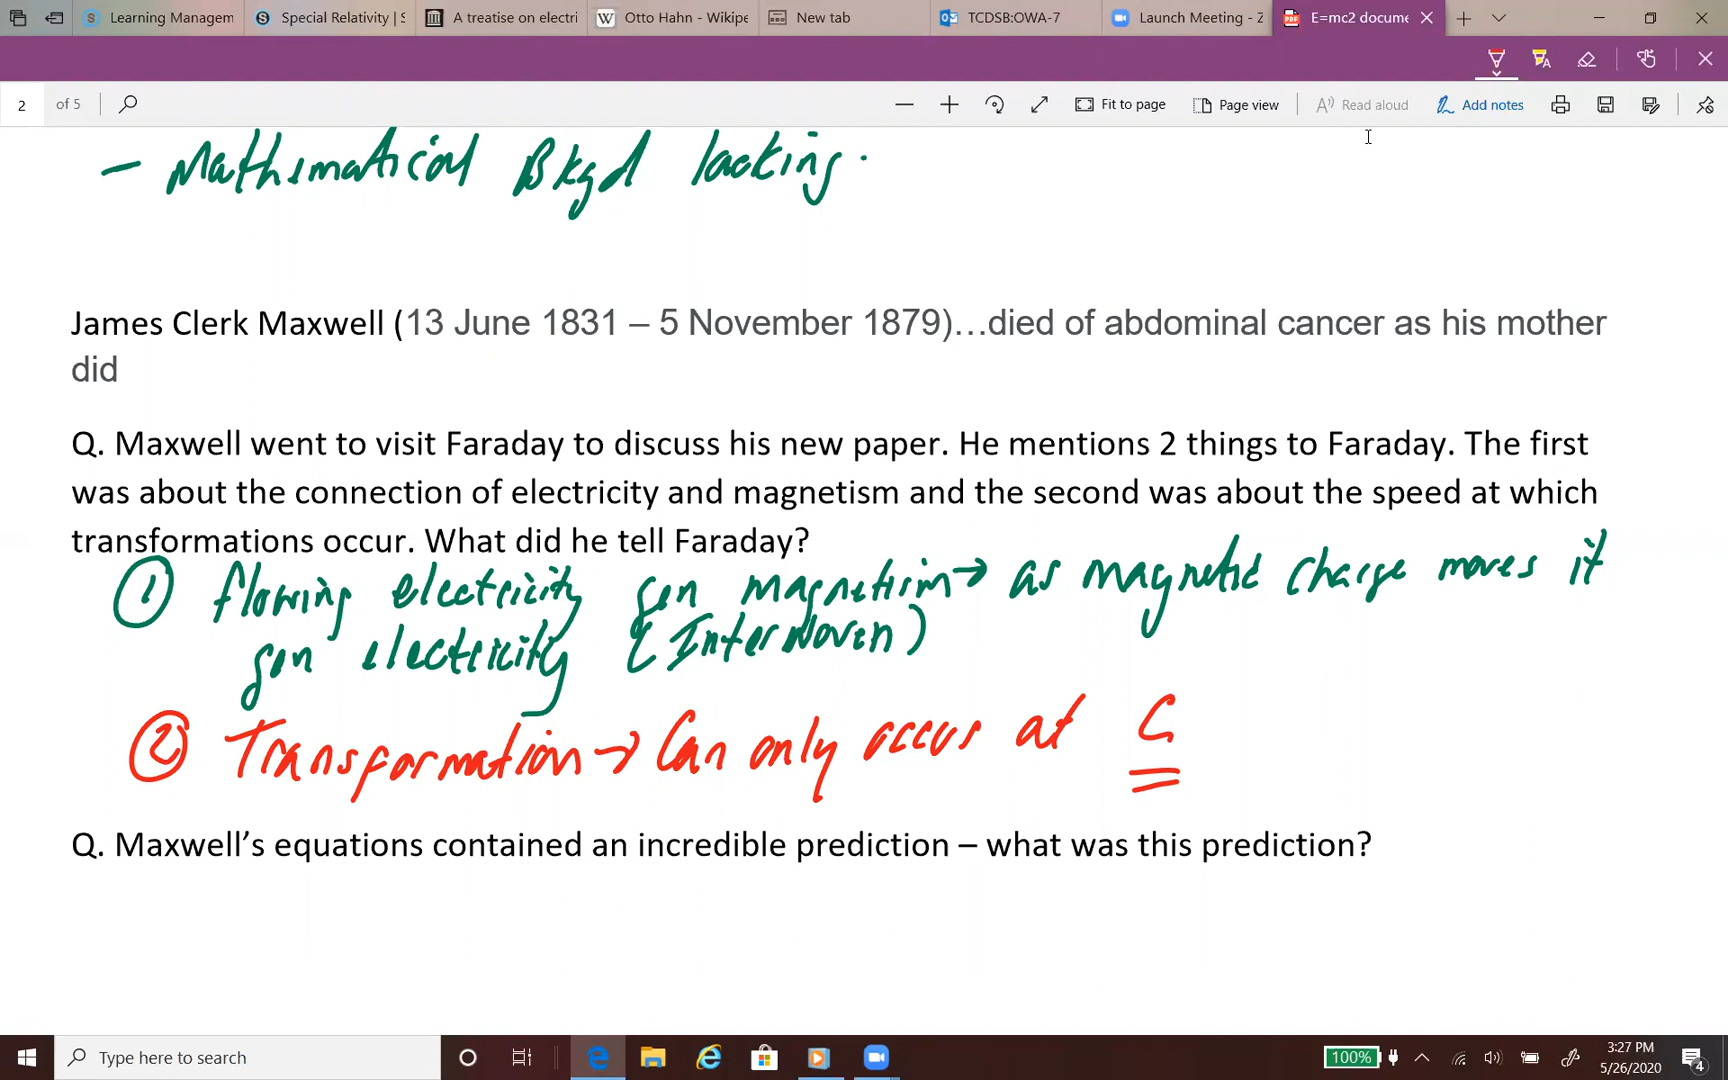 Learning Managem
Special Relativity | S
A treatise on electri
Otto Hahn - Wikipe
New tab
TCDSB:OWA-7
Launch Meeting - Z
E=mc2 docume
2 of 5
Fit to page
Page view
Read aloud
Add notes
- Mathematical Bkgd lacking.
James Clerk Maxwell (13 June 1831 – 5 November 1879)…died of abdominal cancer as his mother
did
Q. Maxwell went to visit Faraday to discuss his new paper. He mentions 2 things to Faraday. The first
was about the connection of electricity and magnetism and the second was about the speed at which
transformations occur. What did he tell Faraday?
① flowing electricity gen magnetism → as magnetic charge moves it
gen electricity (Interwoven)
② Transformation → Can only occur at C
Q. Maxwell's equations contained an incredible prediction – what was this prediction?
Type here to search
100%
3:27 PM
5/26/2020
4